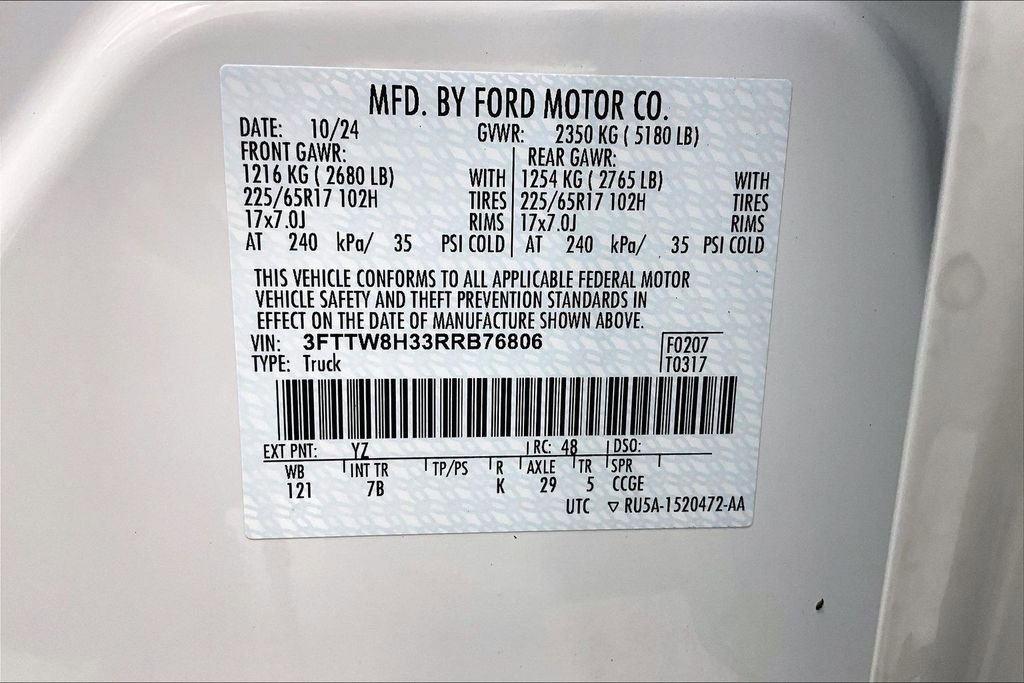 MFD. BY FORD MOTOR CO.
DATE: 10/24 GVWR: 2350 KG ( 5180 LB)
FRONT GAWR: REAR GAWR:
1216 KG ( 2680 LB) WITH 1254 KG ( 2765 LB) WITH
225/65R17 102H TIRES 225/65R17 102H TIRES
17x7.0J RIMS 17x7.0J RIMS
AT 240 kPa/ 35 PSI COLD AT 240 kPa/ 35 PSI COLD
THIS VEHICLE CONFORMS TO ALL APPLICABLE FEDERAL MOTOR
VEHICLE SAFETY AND THEFT PREVENTION STANDARDS IN
EFFECT ON THE DATE OF MANUFACTURE SHOWN ABOVE.
VIN: 3FTTW8H33RRB76806 F0207
TYPE: Truck T0317
EXT PNT: YZ RC: 48 DSO:
WB INT TR TP/PS R AXLE TR SPR
121 7B K 29 5 CCGE
UTC ▽ RU5A-1520472-AA